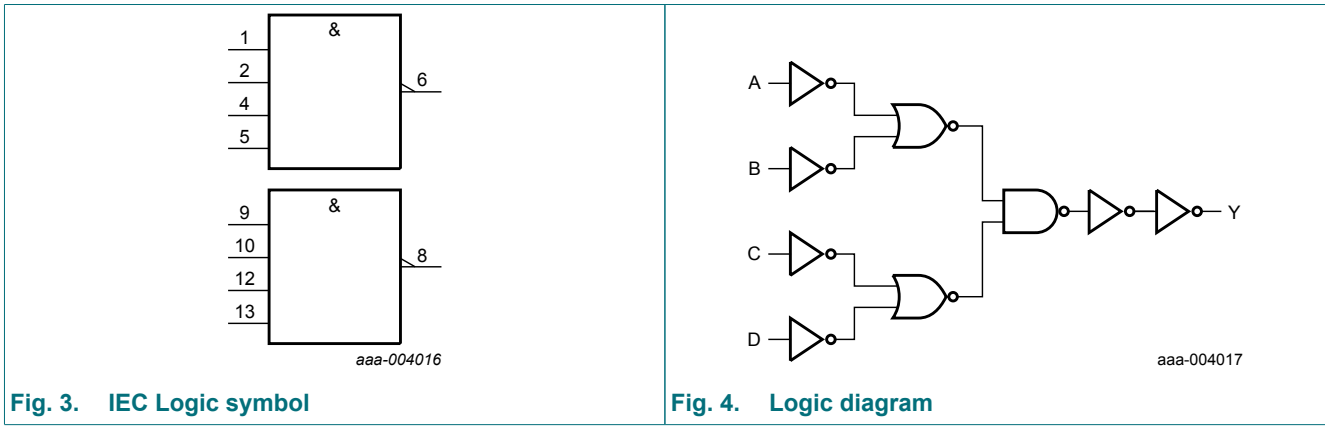 &
1
2
4
5
6
&
9
10
12
13
8
aaa-004016
Fig. 3. IEC Logic symbol
A
B
C
D
Y
aaa-004017
Fig. 4. Logic diagram